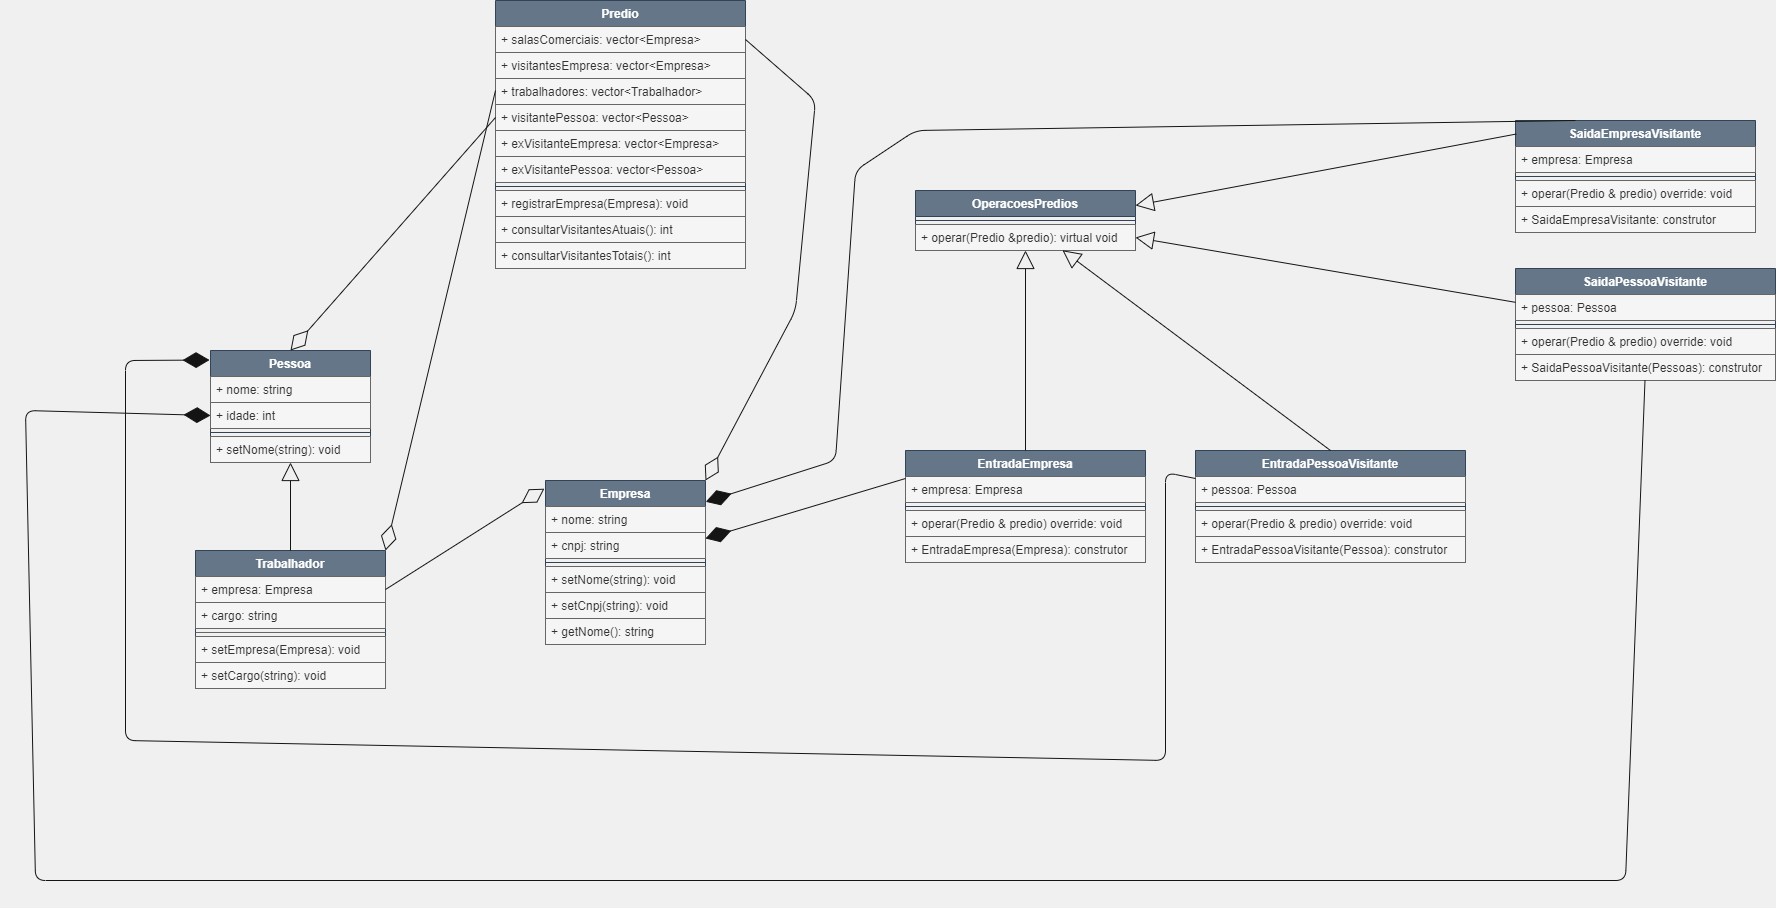 Predio
+ salasComerciais: vector<Empresa>
+ visitantesEmpresa: vector<Empresa>
+ trabalhadores: vector<Trabalhador>
+ visitantePessoa: vector<Pessoa>
+ exVisitanteEmpresa: vector<Empresa>
+ exVisitantePessoa: vector<Pessoa>
+ registrarEmpresa(Empresa): void
+ consultarVisitantesAtuais(): int
+ consultarVisitantesTotais(): int
SaidaEmpresaVisitante
+ empresa: Empresa
+ operar(Predio & predio) override: void
+ SaidaEmpresaVisitante: construtor
OperacoesPredios
+ operar(Predio &predio): virtual void
SaidaPessoaVisitante
+ pessoa: Pessoa
+ operar(Predio & predio) override: void
+ SaidaPessoaVisitante(Pessoas): construtor
Pessoa
+ nome: string
+ idade: int
+ setNome(string): void
EntradaEmpresa
+ empresa: Empresa
+ operar(Predio & predio) override: void
+ EntradaEmpresa(Empresa): construtor
EntradaPessoaVisitante
+ pessoa: Pessoa
+ operar(Predio & predio) override: void
+ EntradaPessoaVisitante(Pessoa): construtor
Empresa
+ nome: string
+ cnpj: string
+ setNome(string): void
+ setCnpj(string): void
+ getNome(): string
Trabalhador
+ empresa: Empresa
+ cargo: string
+ setEmpresa(Empresa): void
+ setCargo(string): void